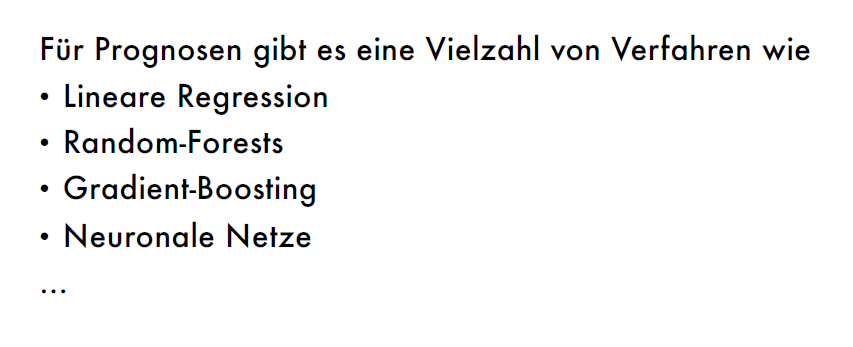 Für Prognosen gibt es eine Vielzahl von Verfahren wie
• Lineare Regression
• Random-Forests
• Gradient-Boosting
• Neuronale Netze
...